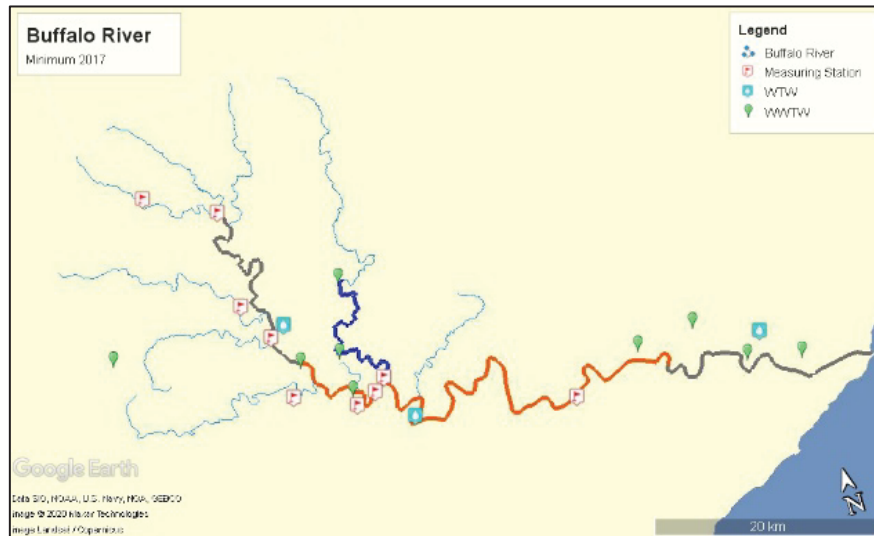 Buffalo River
Minimum 2017
Legend
Buffalo River
Measuring Station
WTW
WWTW
Google Earth
Data SIO, NOAA, U.S. Navy, NGA, GEBCO
Image © 2020 Maxar Technologies
Image Landsat / Copernicus
N
20 km